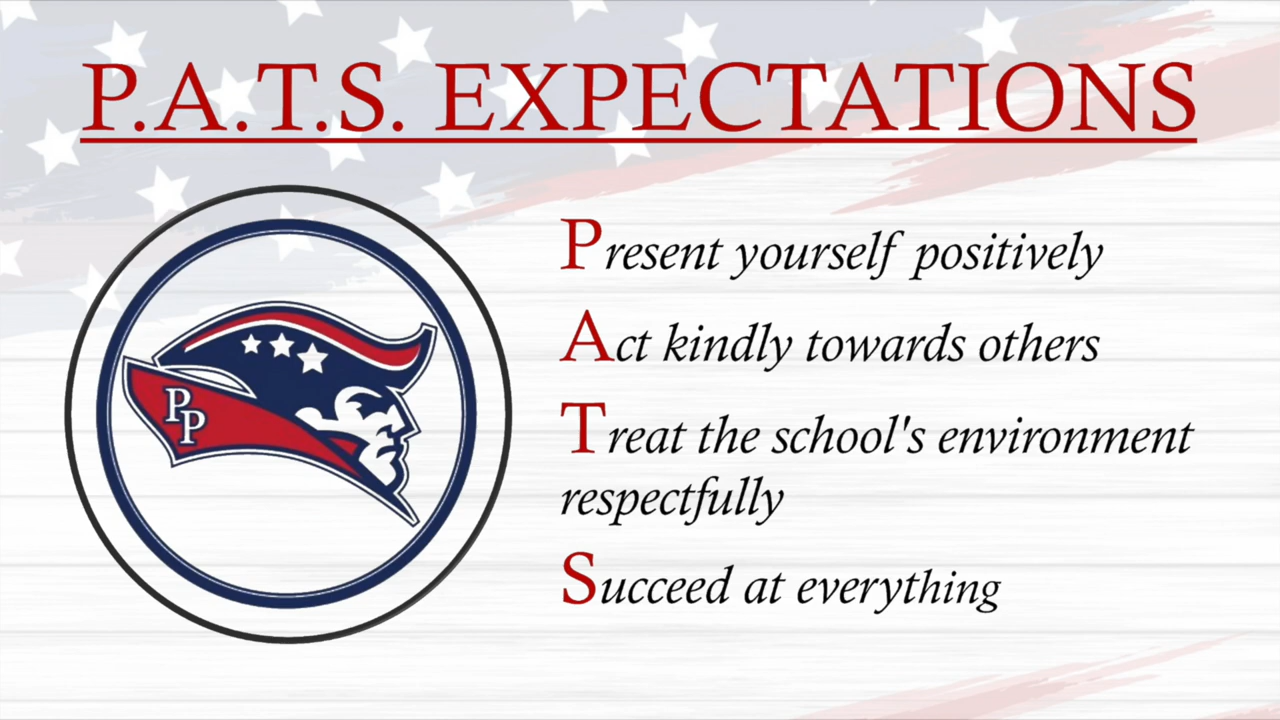 P.A.T.S. EXPECTATIONS
Present yourself positively
Act kindly towards others
Treat the school's environment
respectfully
Succeed at everything
PP